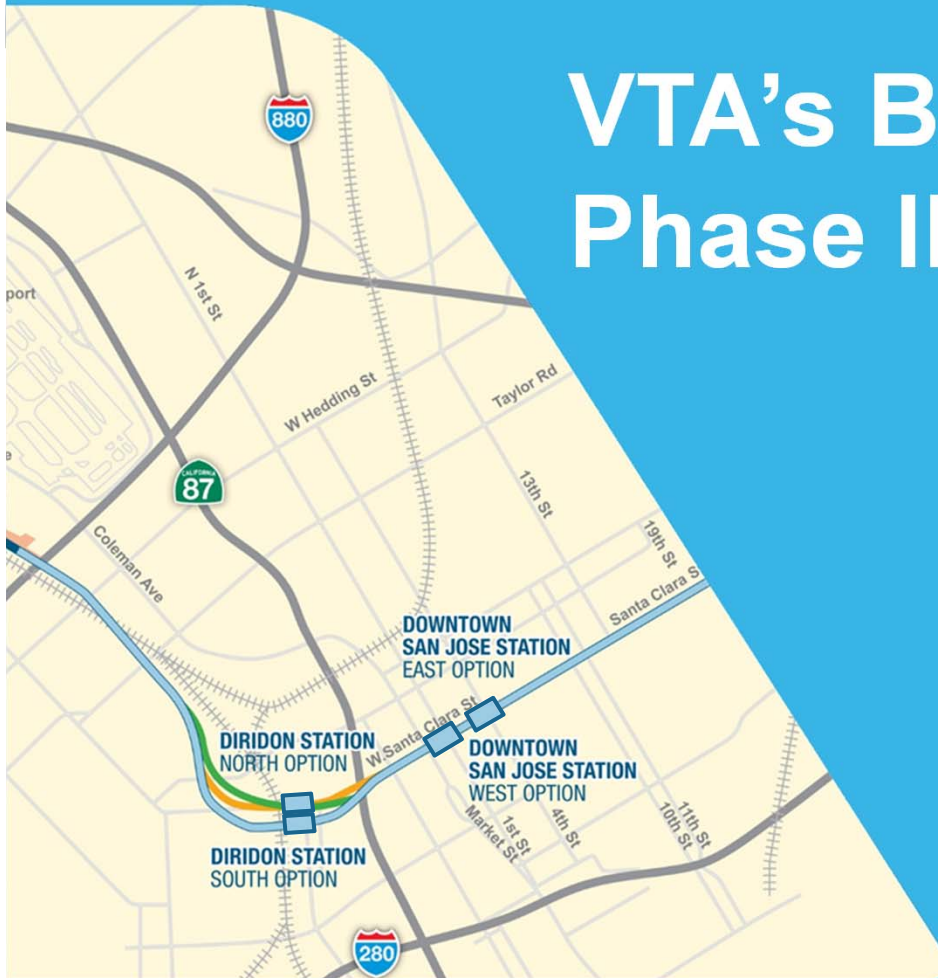 VTA's B
Phase II
880
N 1st St
port
W Hedding St
Taylor Rd
CALIFORNIA
87
13th St
19th St
Coleman Ave
Santa Clara S
DOWNTOWN
SAN JOSE STATION
EAST OPTION
W.Santa Clara St
DIRIDON STATION
NORTH OPTION
DOWNTOWN
SAN JOSE STATION
WEST OPTION
Market St
1st St
4th St
10th St
11th St
DIRIDON STATION
SOUTH OPTION
280